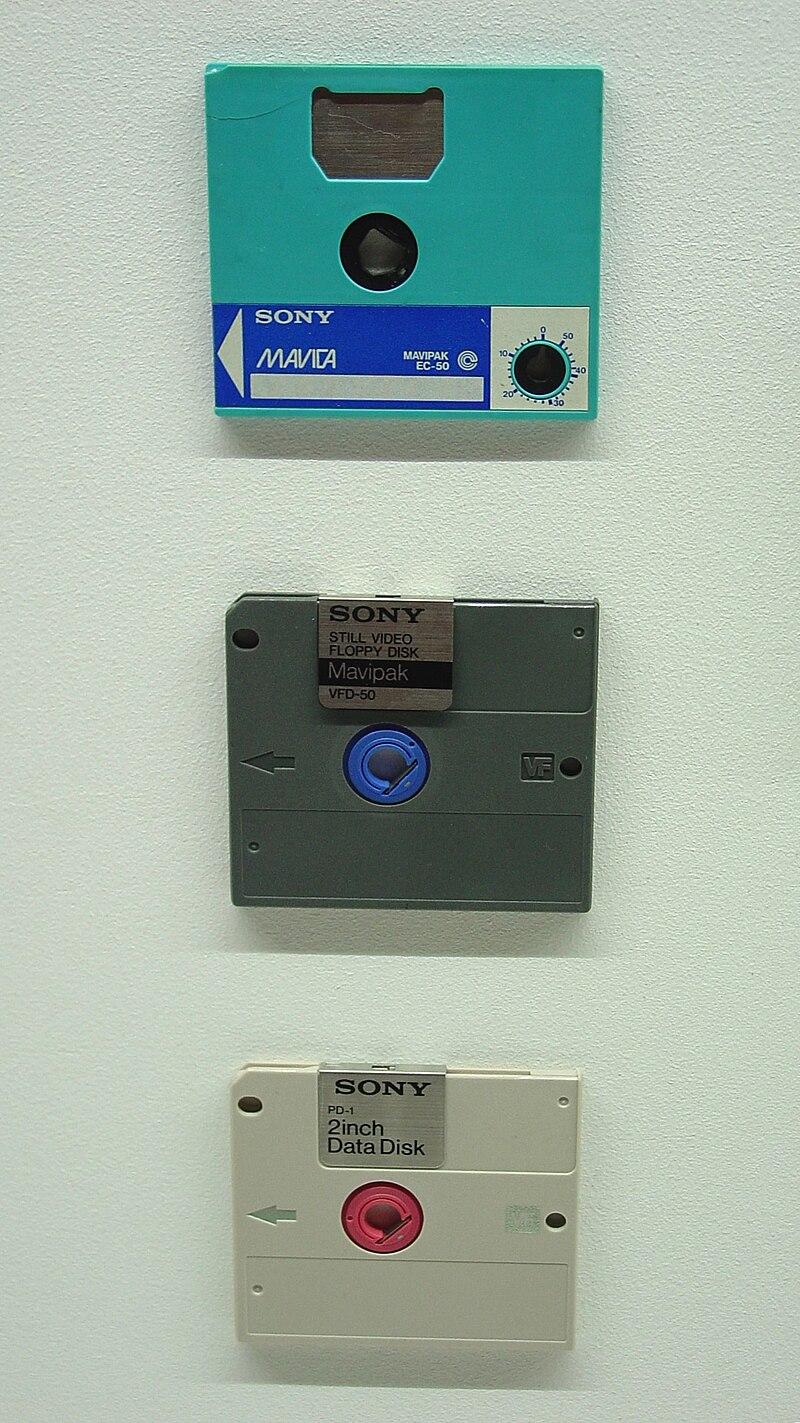 SONY
MAVICA
MAVIPAK
EC-50
0
50
10
40
20
30
SONY
STILL VIDEO
FLOPPY DISK
Mavipak
VFD-50
VF
SONY
PD-1
2inch
Data Disk